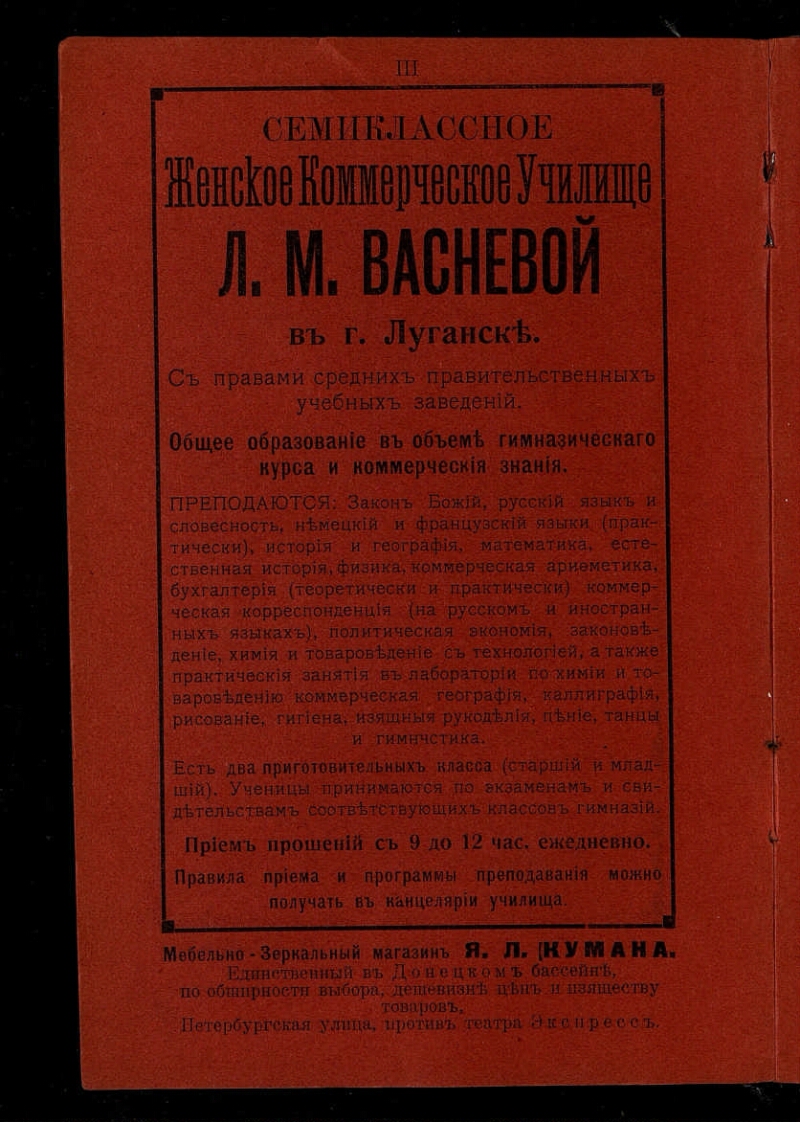 III
СЕМИКЛАССНОЕ
Женское Коммерческое Училище
Л. М. ВАСНЕВОЙ
въ г. Луганскѣ.
Съ правами среднихъ правительственныхъ
учебныхъ заведеній.
Общее образованіе въ объемѣ гимназическаго
курса и коммерческія знанія.
ПРЕПОДАЮТСЯ: Законъ Божій, русскій языкъ и
словесность, нѣмецкій и французскій языки (прак-
тически), исторія и географія, математика, есте-
ственная исторія, физика, коммерческая ариѳметика,
бухгалтерія (теоретически и практически) коммер-
ческая корреспонденція (на русскомъ и иностран-
ныхъ языкахъ), политическая экономія, законовѣ-
деніе, химія и товаровѣденіе съ технологіей, а также
практическія занятія въ лабораторіи по химіи и то-
варовѣденію коммерческая географія, каллиграфія,
рисованіе, гигіена, изящныя рукодѣлія, пѣніе, танцы
и гимнчстика.
Есть два приготовительныхъ класса (старшій и млад-
шій). Ученицы принимаются по экзаменамъ и сви-
дѣтельствамъ соотвѣтствующихъ классовъ гимназій.
Пріемъ прошеній съ 9 до 12 час. ежедневно.
Правила пріема и программы преподаванія можно
получать въ канцеляріи училища.
Мебельно-Зеркальный магазинъ Я. Л. [КУМАНА.
Единственный въ Донецкомъ бассейнѣ,
по обширности выбора, дешевизнѣ цѣнъ и изяществу
товаровъ,
Петербургская улица, противъ театра Экспрессъ.